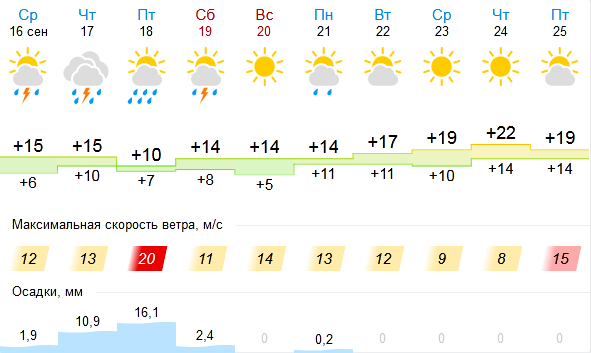 Ср Чт Пт Сб Вс Пн Вт Ср Чт Пт
16 сен 17 18 19 20 21 22 23 24 25
+15 +15 +10 +14 +14 +14 +17 +19 +22 +19
+6 +10 +7 +8 +5 +11 +11 +10 +14 +14
Максимальная скорость ветра, м/с
12 13 20 11 14 13 12 9 8 15
Осадки, мм
1,9 10,9 16,1 2,4 0 0,2 0 0 0 0